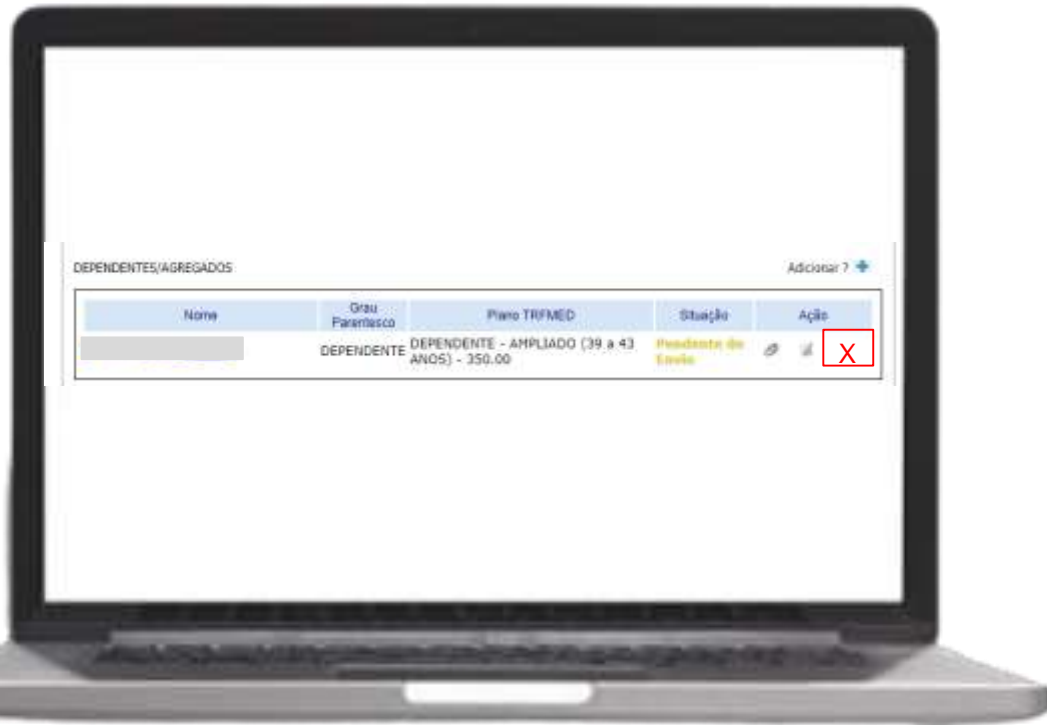 DEPENDENTES/AGREGADOS
Adicionar ?
Nome
Grau Parentesco
Plano TRFMED
Situação
Ação
DEPENDENTE
DEPENDENTE - AMPLIADO (39 a 43
ANOS) - 350.00
Pendente de
Envio
X